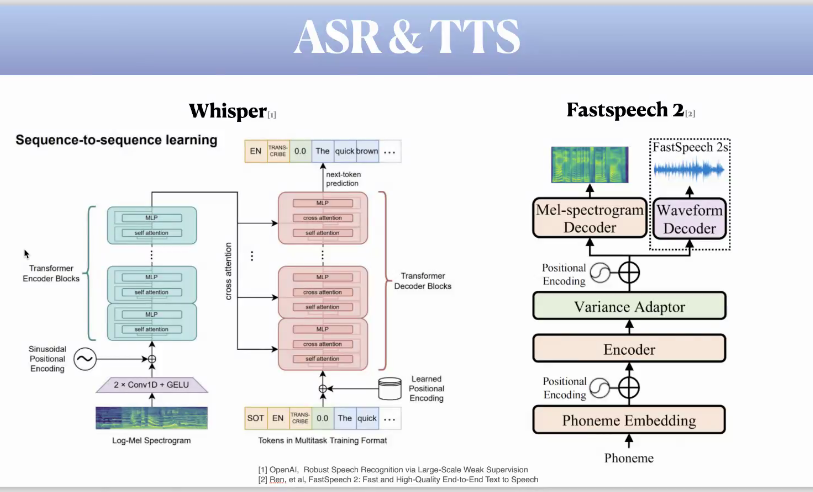 ASR & TTS
Whisper[1]
Sequence-to-sequence learning
EN
TRANS-
CRIBE
0.0
The
quick
brown
...
next-token
prediction
MLP
self attention
MLP
self attention
MLP
self attention
Transformer
Encoder Blocks
cross attention
MLP
cross attention
self attention
MLP
cross attention
self attention
MLP
cross attention
self attention
Transformer
Decoder Blocks
Sinusoidal
Positional
Encoding
2 × Conv1D + GELU
Log-Mel Spectrogram
Learned
Positional
Encoding
SOT
EN
TRANS-
CRIBE
0.0
The
quick
...
Tokens in Multitask Training Format
Fastspeech 2[2]
FastSpeech 2s
Mel-spectrogram
Decoder
Waveform
Decoder
Positional
Encoding
Variance Adaptor
Encoder
Positional
Encoding
Phoneme Embedding
Phoneme
[1] OpenAI, Robust Speech Recognition via Large-Scale Weak Supervision
[2] Ren, et al, FastSpeech 2: Fast and High-Quality End-to-End Text to Speech